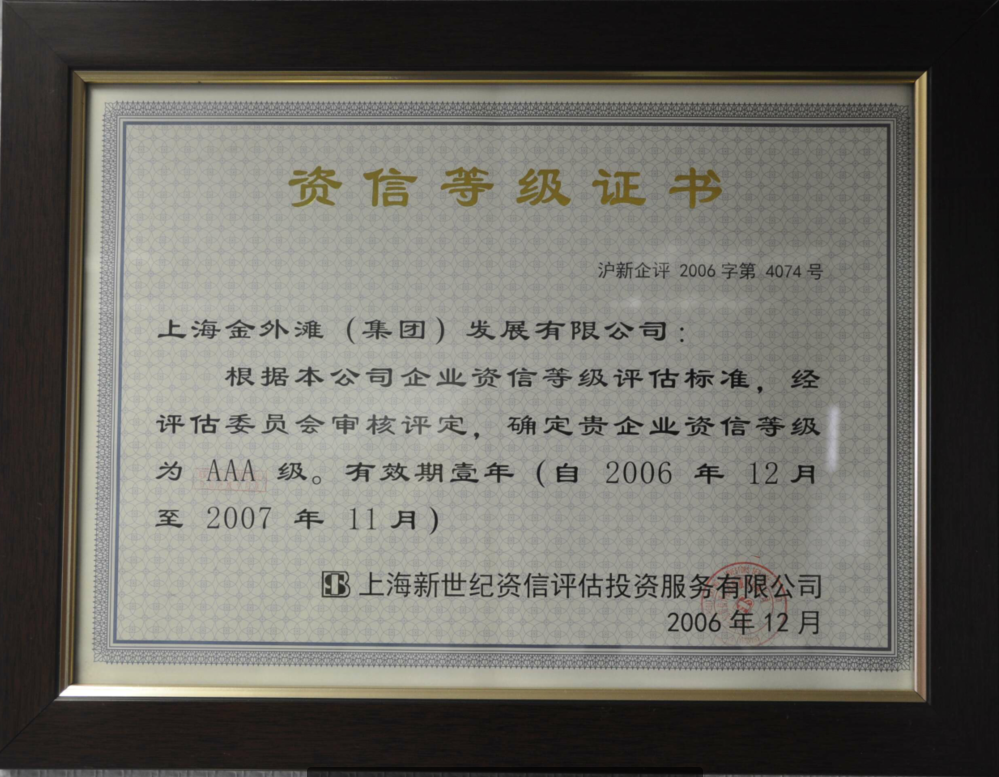 资信等级证书
沪新企评 2006 字第 4074 号
上海金外滩（集团）发展有限公司：
根据本公司企业资信等级评估标准，经
评估委员会审核评定，确定贵企业资信等级
为 AAA 级。有效期壹年（自 2006 年 12 月
至 2007 年 11 月）
上海新世纪资信评估投资服务有限公司
2006 年 12 月